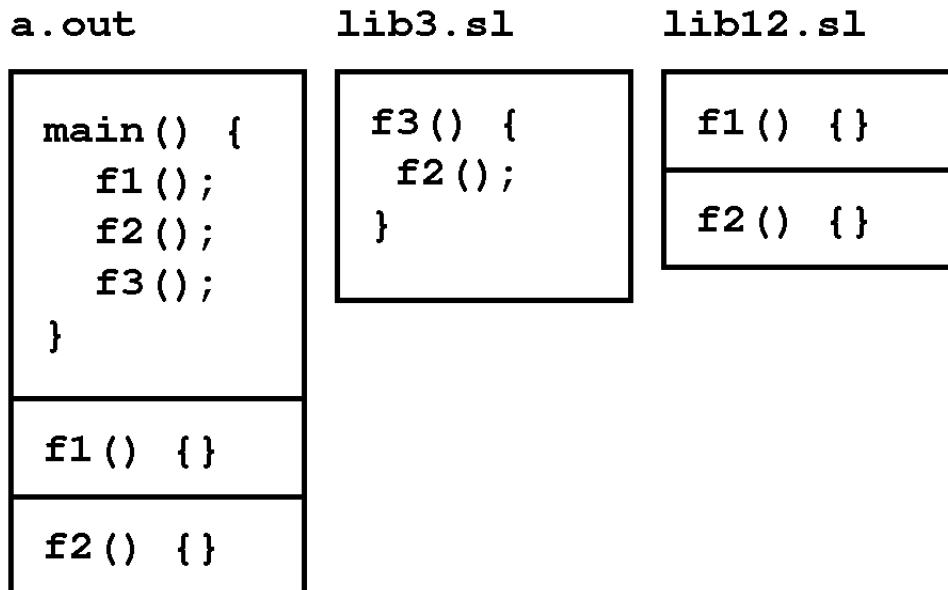 a.out
main() {
f1();
f2();
f3();
}
f1() {}
f2() {}
lib3.sl
f3() {
f2();
}
lib12.sl
f1() {}
f2() {}